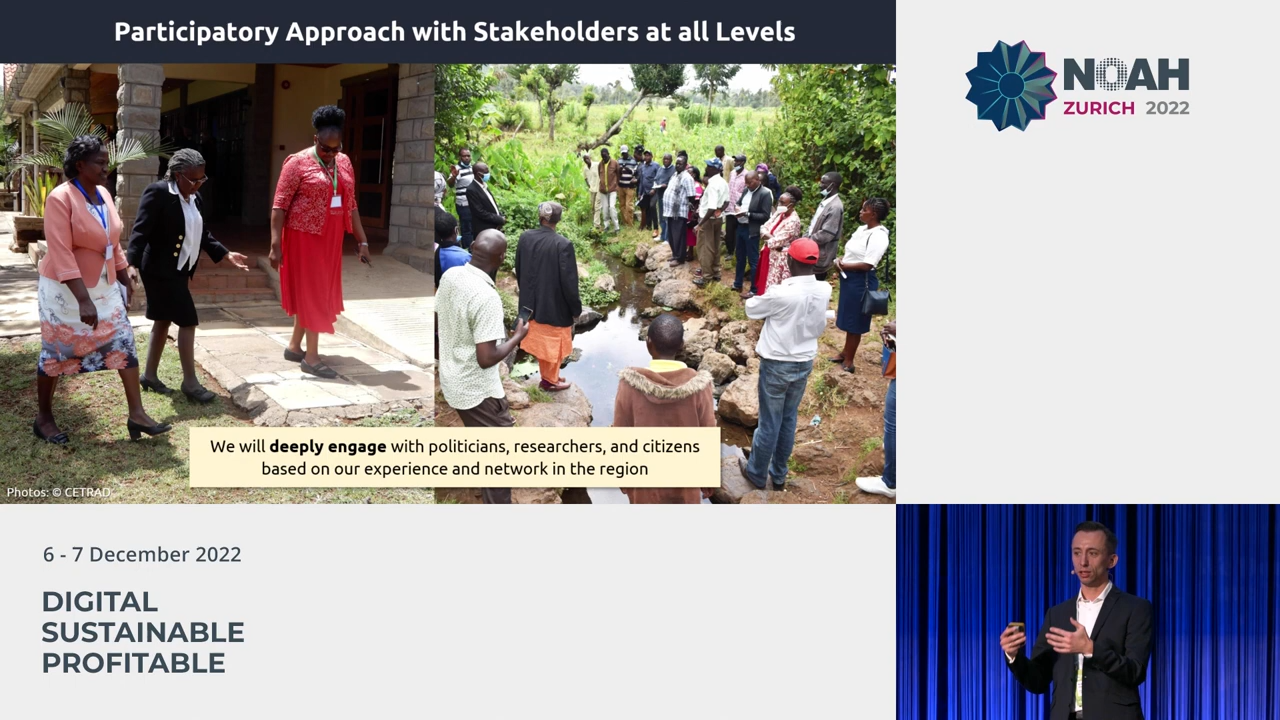 Participatory Approach with Stakeholders at all Levels
We will deeply engage with politicians, researchers, and citizens
based on our experience and network in the region
Photos: © CETRAD
NOAH
ZURICH 2022
6 - 7 December 2022
DIGITAL
SUSTAINABLE
PROFITABLE